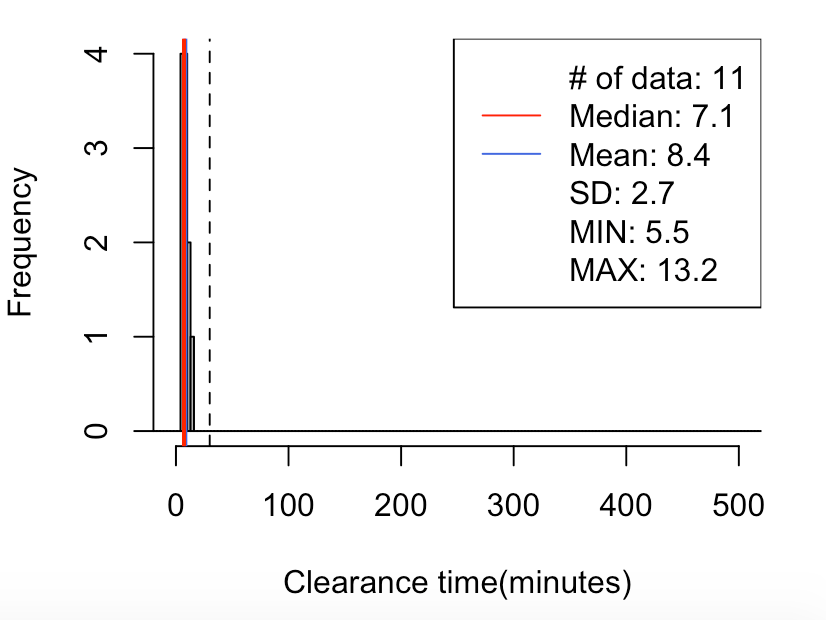 # of data: 11
Median: 7.1
Mean: 8.4
SD: 2.7
MIN: 5.5
MAX: 13.2
Frequency
4
3
2
1
0
0 100 200 300 400 500
Clearance time(minutes)